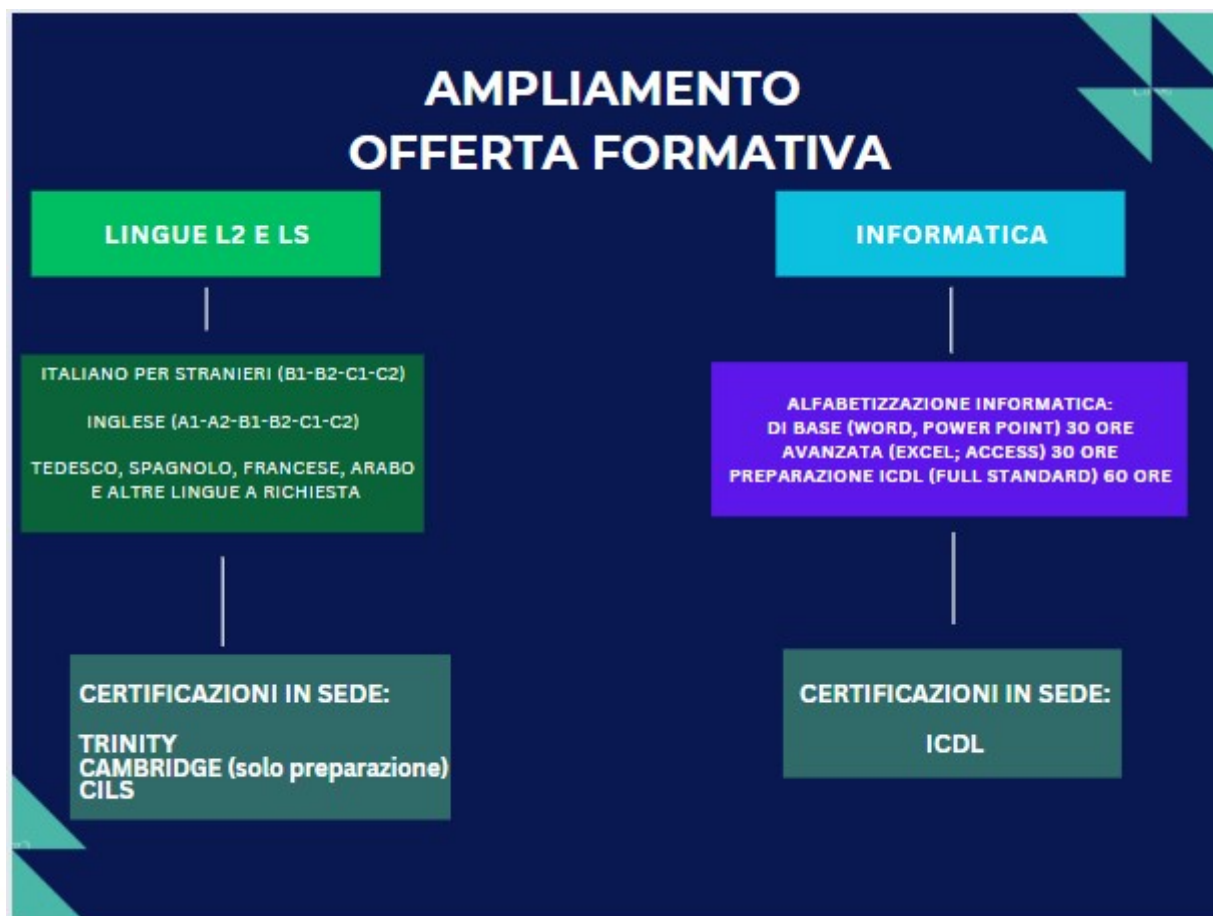 AMPLIAMENTO
OFFERTA FORMATIVA
LINGUE L2 E LS
ITALIANO PER STRANIERI (B1-B2-C1-C2)
INGLESE (A1-A2-B1-B2-C1-C2)
TEDESCO, SPAGNOLO, FRANCESE, ARABO
E ALTRE LINGUE A RICHIESTA
CERTIFICAZIONI IN SEDE:
TRINITY
CAMBRIDGE (solo preparazione)
CILS
INFORMATICA
ALFABETIZZAZIONE INFORMATICA:
DI BASE (WORD, POWER POINT) 30 ORE
AVANZATA (EXCEL; ACCESS) 30 ORE
PREPARAZIONE ICDL (FULL STANDARD) 60 ORE
CERTIFICAZIONI IN SEDE:
ICDL